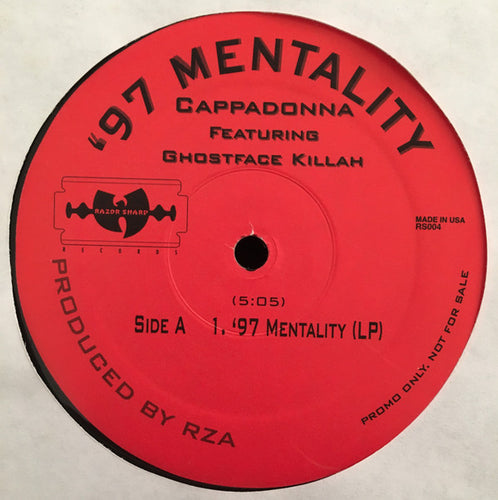 '97 MENTALITY
CAPPADONNA
FEATURING
GHOSTFACE KILLAH
RAZOR SHARP
RECORDS
MADE IN USA
RS004
(5:05)
SIDE A 1. '97 MENTALITY (LP)
PRODUCED BY RZA
PROMO ONLY. NOT FOR SALE